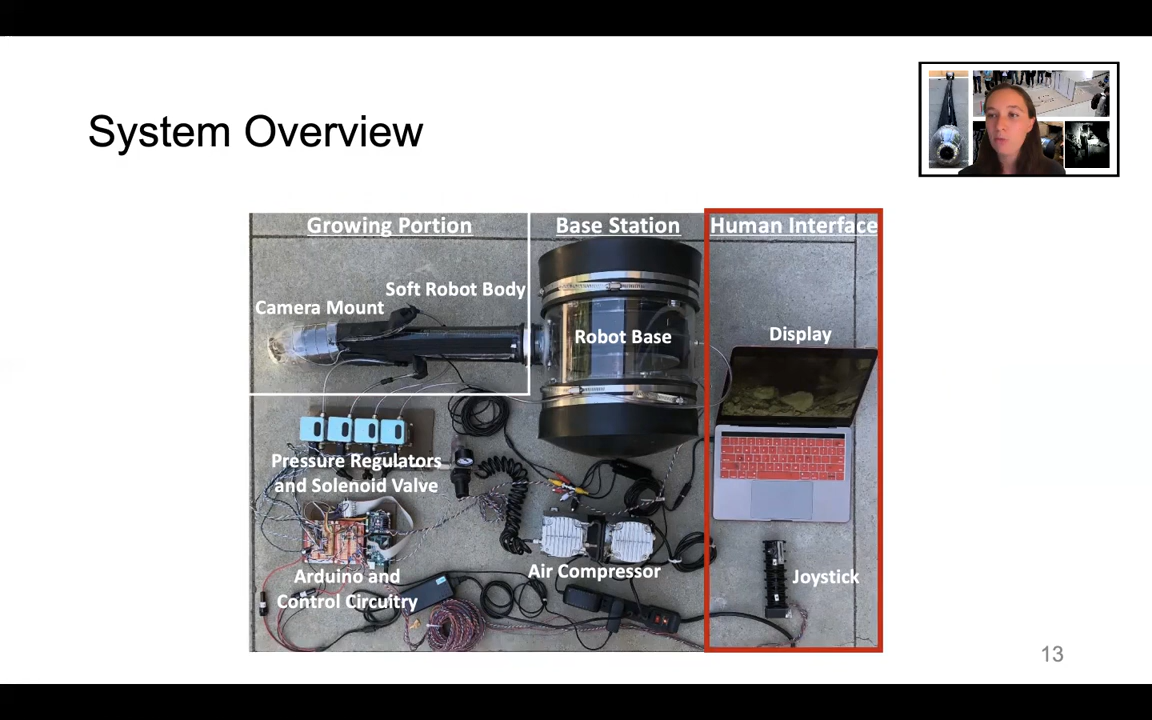 System Overview
Growing Portion
Base Station
Human Interface
Soft Robot Body
Camera Mount
Robot Base
Display
Pressure Regulators
and Solenoid Valve
Air Compressor
Arduino and
Control Circuitry
Joystick
13